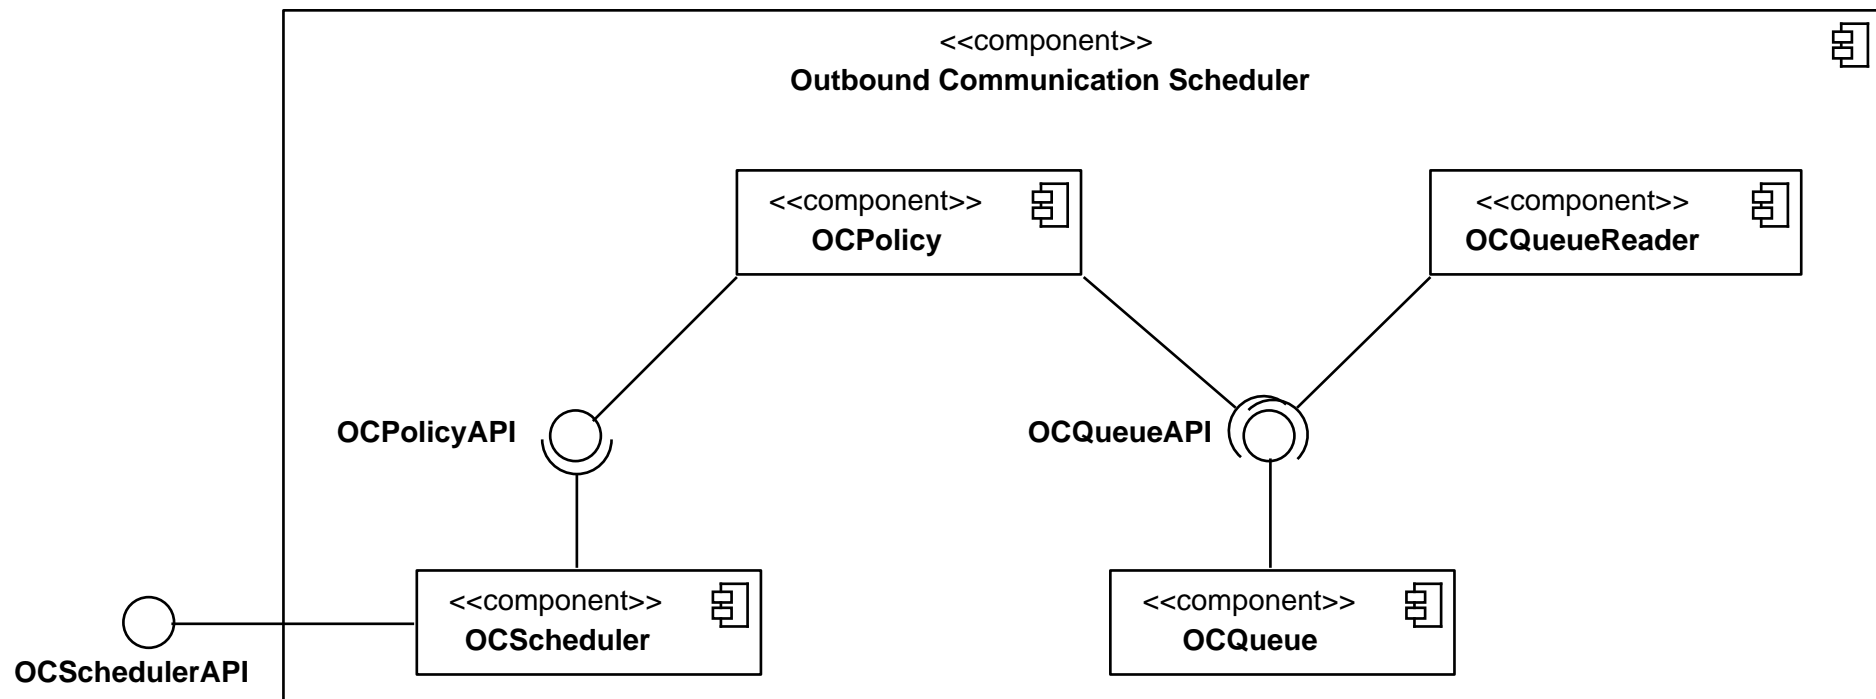 <<component>>
Outbound Communication Scheduler
<<component>>
OCPolicy
<<component>>
OCQueueReader
OCPolicyAPI
OCQueueAPI
<<component>>
OCScheduler
<<component>>
OCQueue
OCSchedulerAPI